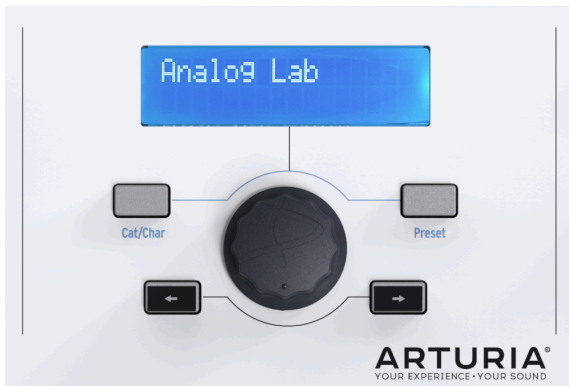 Analog Lab
Cat/Char
Preset
←
→
ARTURIA®
YOUR EXPERIENCE • YOUR SOUND